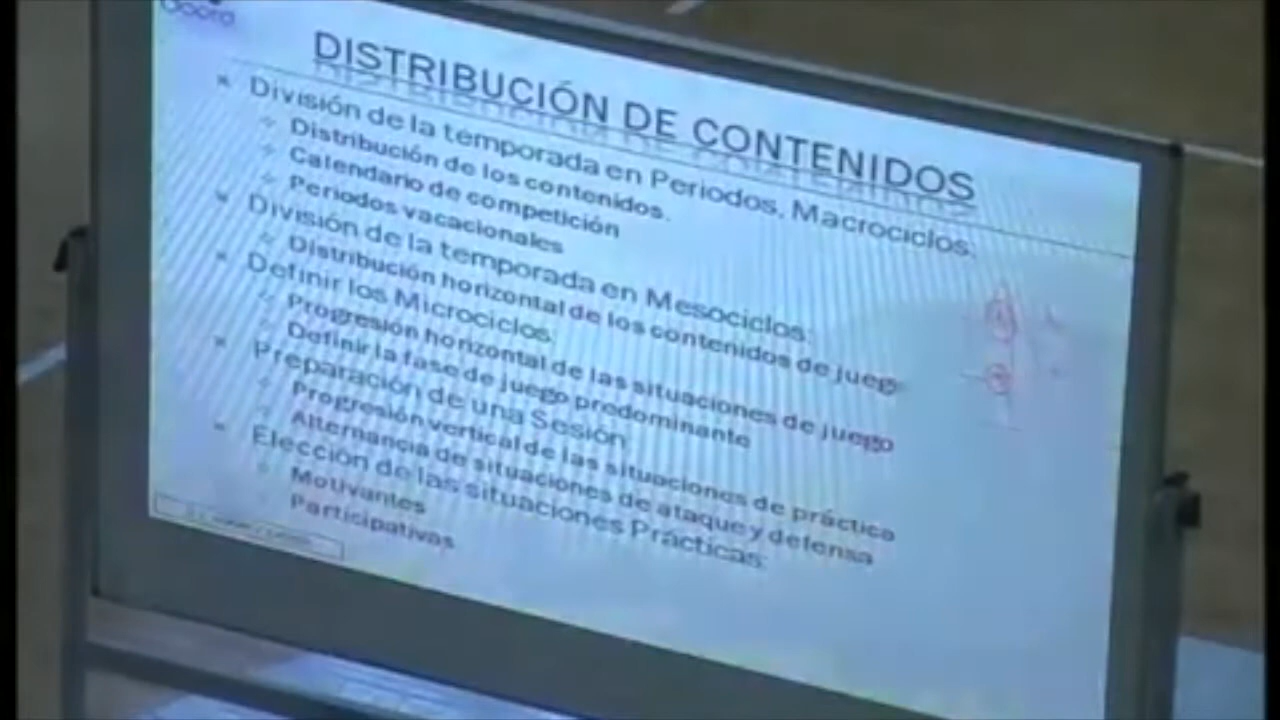 DISTRIBUCIÓN DE CONTENIDOS
División de la temporada en Periodos, Macrociclos.
Distribución de los contenidos.
Calendario de competición
Periodos vacacionales
División de la temporada en Mesociclos:
Distribución horizontal de los contenidos de juego
Definir los Microciclos.
Progresión horizontal de las situaciones de juego
Definir la fase de juego predominante
Preparación de una Sesión
Progresión vertical de las situaciones de práctica
Alternancia de situaciones de ataque y defensa
Elección de las situaciones Prácticas:
Motivantes
Participativas